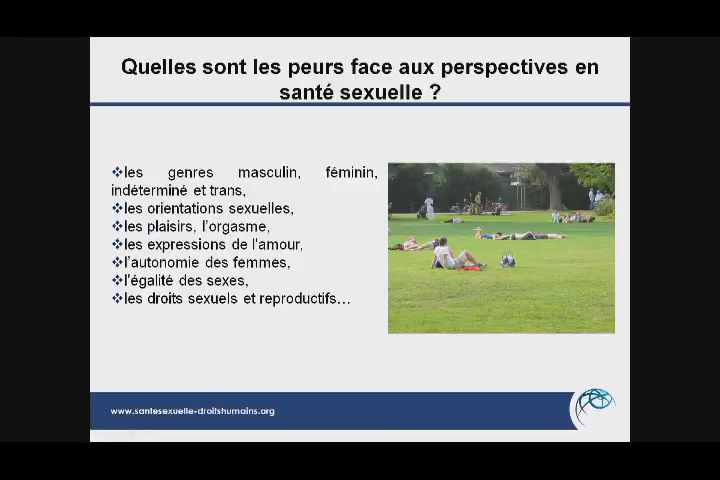 Quelles sont les peurs face aux perspectives en
santé sexuelle ?
❖les genres masculin, féminin,
indéterminé et trans,
❖les orientations sexuelles,
❖les plaisirs, l’orgasme,
❖les expressions de l'amour,
❖l’autonomie des femmes,
❖l'égalité des sexes,
❖les droits sexuels et reproductifs…
www.santesexuelle-droitshumains.org